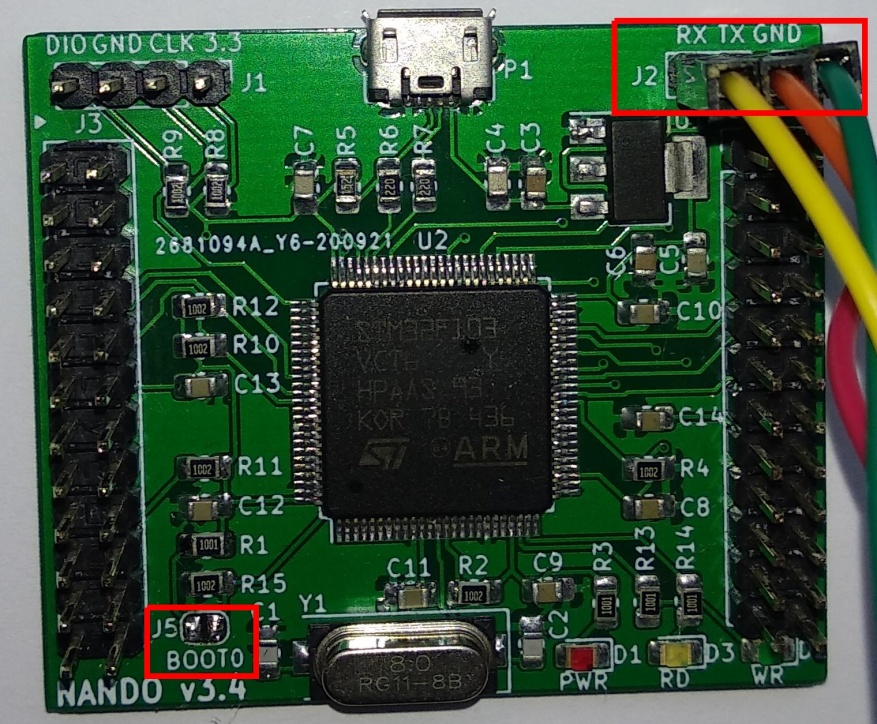 DIO GND CLK 3.3
RX TX GND
J1
P1
J2
J3
R9
R8
C7
R5
R6
R7
C4
C3
1002
1002
220
220
2681094A_Y6-200921
U2
C6
C5
1002
R12
C10
1002
R10
C13
STM32F103
VCT6 Y
HPAAS 93
KOR 7B 436
ST ARM
C14
1002
R11
1002
R4
C12
C8
1001
R1
1002
R15
C11
R2
1002
C9
R3
R13
R14
1001
1001
1001
J5
BOOT0
C1
Y1
8.0
RG11-8B
C2
D1
PWR
D3
RD
WR
NANDO v3.4